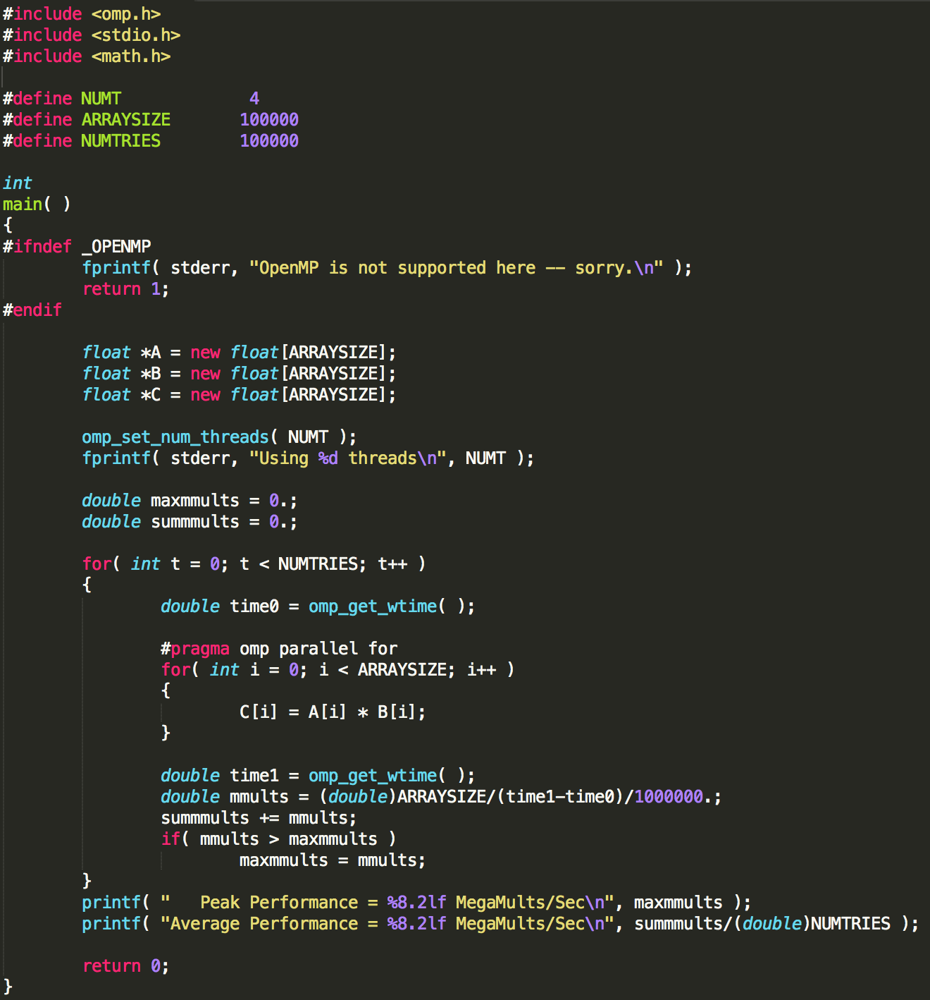 #include <omp.h>
#include <stdio.h>
#include <math.h>

#define NUMT             4
#define ARRAYSIZE       100000
#define NUMTRIES        100000

int
main( )
{
#ifndef _OPENMP
        fprintf( stderr, "OpenMP is not supported here -- sorry.\n" );
        return 1;
#endif

        float *A = new float[ARRAYSIZE];
        float *B = new float[ARRAYSIZE];
        float *C = new float[ARRAYSIZE];

        omp_set_num_threads( NUMT );
        fprintf( stderr, "Using %d threads\n", NUMT );

        double maxmmults = 0.;
        double summmults = 0.;

        for( int t = 0; t < NUMTRIES; t++ )
        {
                double time0 = omp_get_wtime( );

                #pragma omp parallel for
                for( int i = 0; i < ARRAYSIZE; i++ )
                {
                        C[i] = A[i] * B[i];
                }

                double time1 = omp_get_wtime( );
                double mmults = (double)ARRAYSIZE/(time1-time0)/1000000.;
                summmults += mmults;
                if( mmults > maxmmults )
                        maxmmults = mmults;
        }
        printf( "   Peak Performance = %8.2lf MegaMults/Sec\n", maxmmults );
        printf( "Average Performance = %8.2lf MegaMults/Sec\n", summmults/(double)NUMTRIES );

        return 0;
}